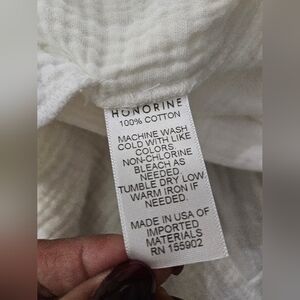 HONORINE
100% COTTON
MACHINE WASH
COLD WITH LIKE
COLORS
NON-CHLORINE
BLEACH AS
NEEDED.
TUMBLE DRY LOW
WARM IRON IF
NEEDED.
MADE IN USA OF
IMPORTED
MATERIALS
RN 155902